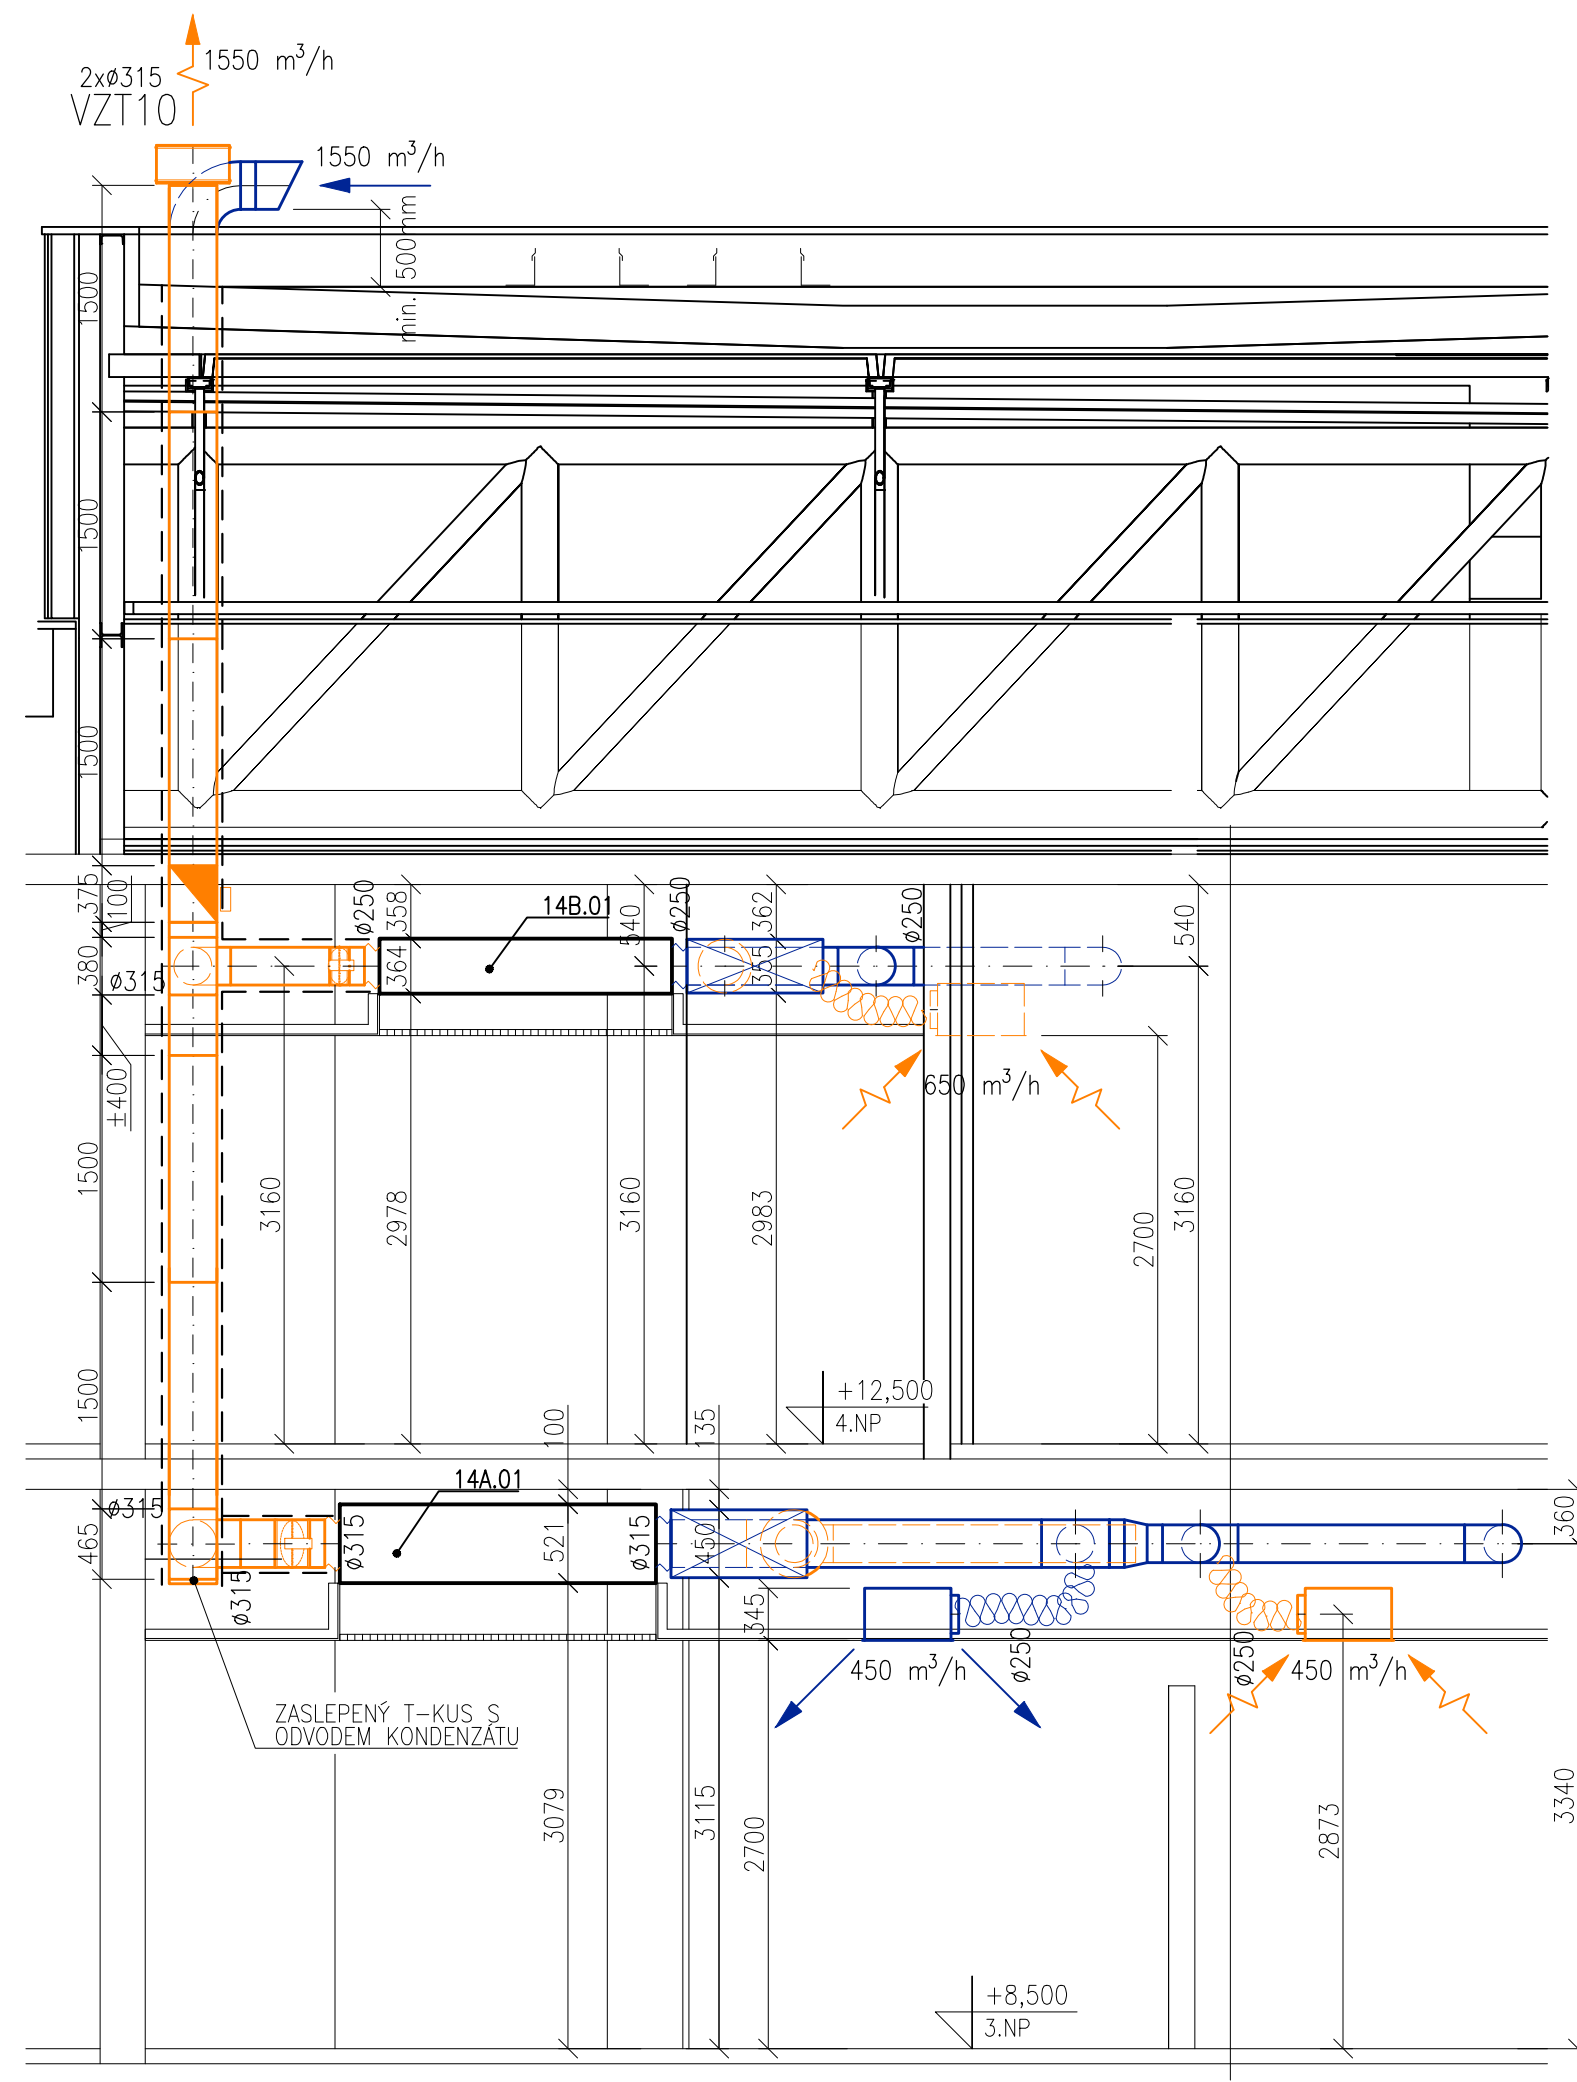 1550 m³/h
2xø315
VZT10
1550 m³/h
min. 500mm
1500
1500
1500
375
100
380
ø315
±400
1500
1500
ø250
358
364
14B.01
540
ø250
362
355
ø250
540
650 m³/h
3160
2978
3160
2983
2700
3160
+12,500
4.NP
100
135
14A.01
ø315
465
ø315
ø315
521
ø315
450
345
360
450 m³/h
ø250
ø250
450 m³/h
ZASLEPENÝ T-KUS S
ODVODEM KONDENZÁTU
3079
3115
2700
2873
3340
+8,500
3.NP